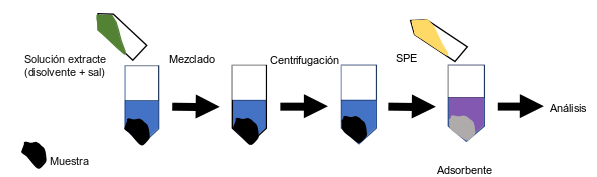 Solución extracte
(disolvente + sal)
Mezclado
Centrifugación
SPE
Análisis
Muestra
Adsorbente